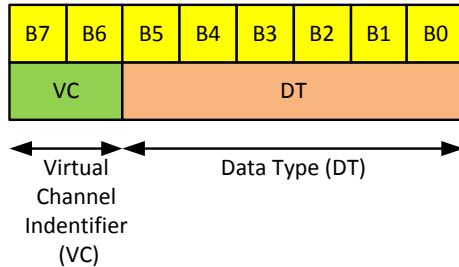 B7 B6 B5 B4 B3 B2 B1 B0
VC DT
Virtual
Channel
Indentifier
(VC)
Data Type (DT)